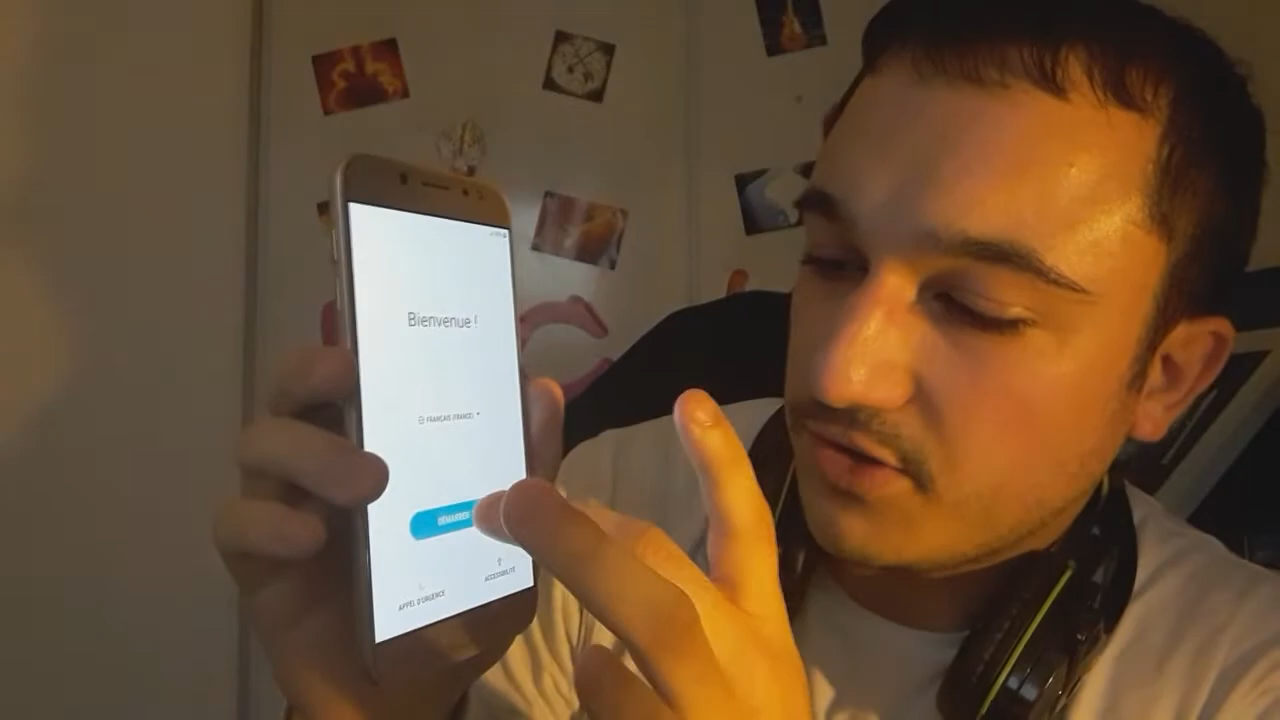 Bienvenue !
FRANÇAIS (FRANCE)
DÉMARRER
ACCESSIBILITÉ
APPEL D'URGENCE